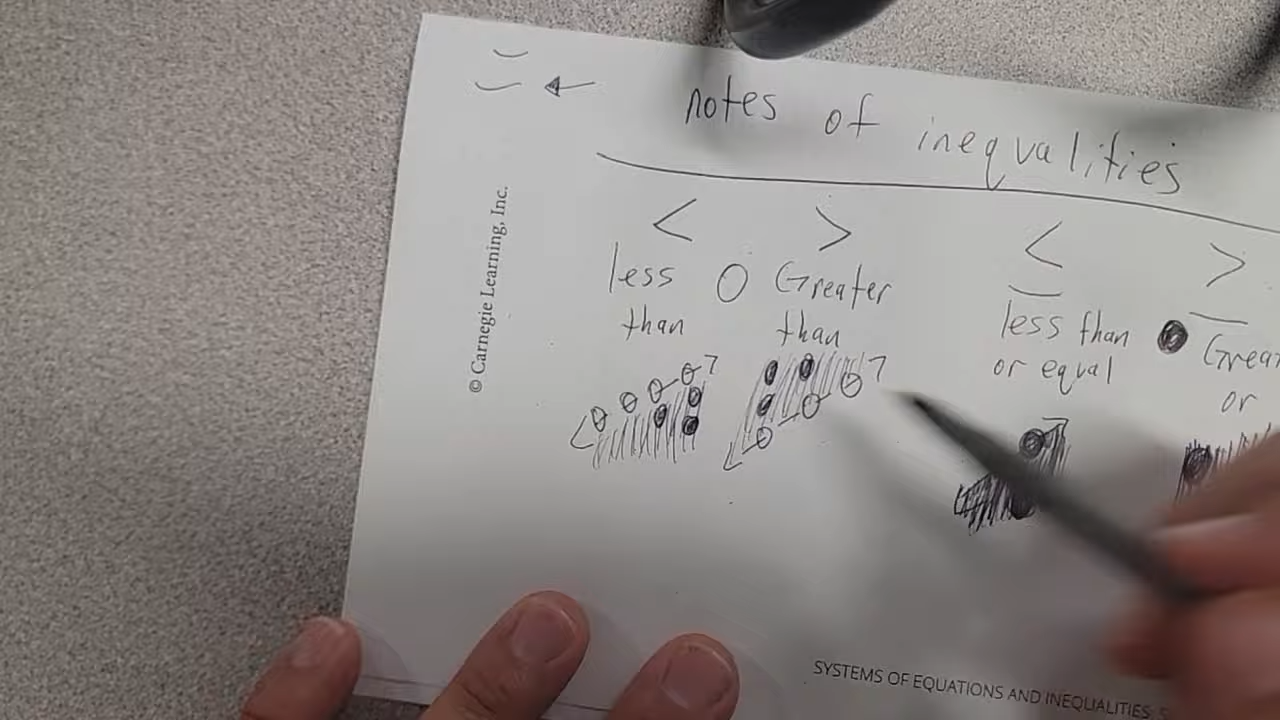 notes of inequalities
< > < >
less than
Greater than
less than or equal
or
© Carnegie Learning, Inc.
SYSTEMS OF EQUATIONS AND INEQUALITIES: